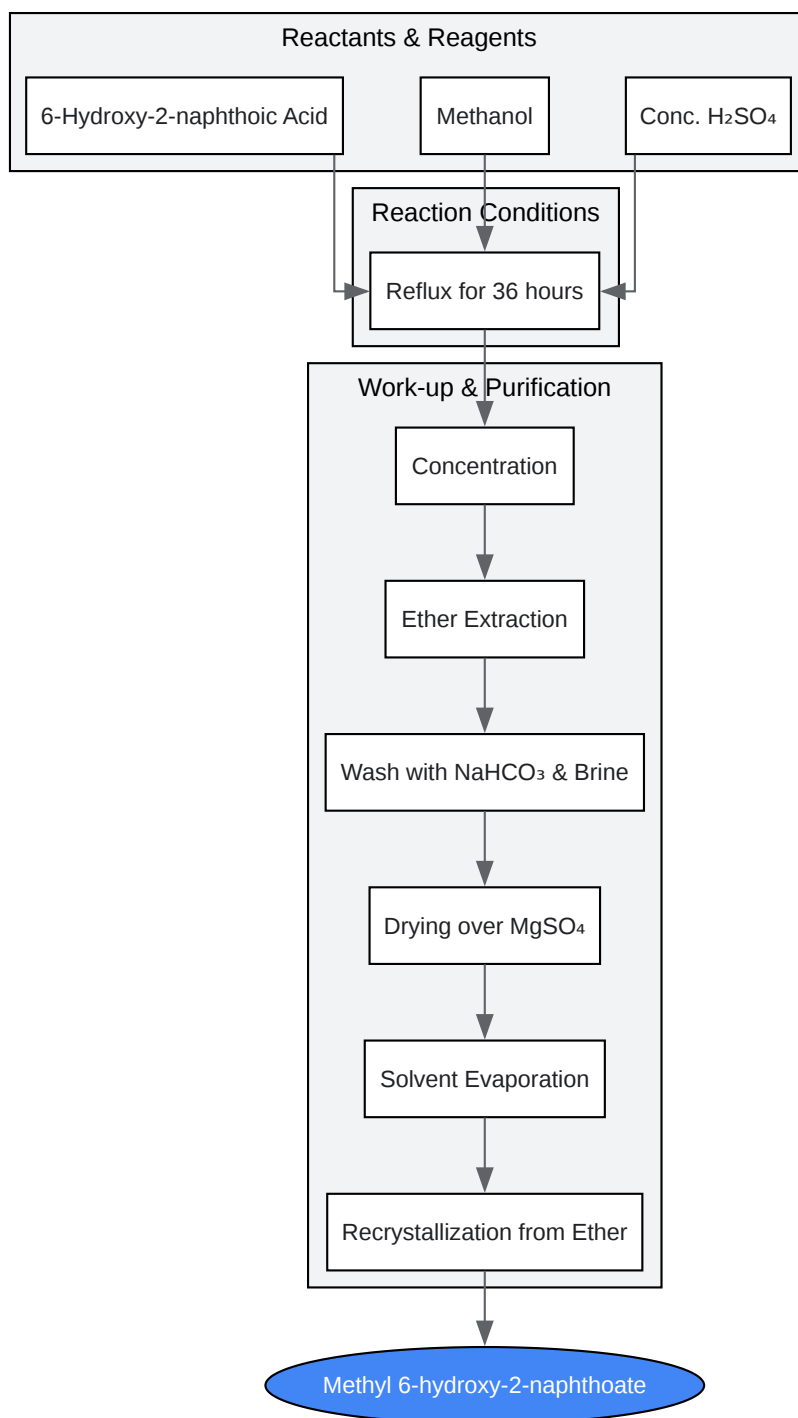 Reactants & Reagents
6-Hydroxy-2-naphthoic Acid
Methanol
Conc. H₂SO₄
Reaction Conditions
Reflux for 36 hours
Work-up & Purification
Concentration
Ether Extraction
Wash with NaHCO₃ & Brine
Drying over MgSO₄
Solvent Evaporation
Recrystallization from Ether
Methyl 6-hydroxy-2-naphthoate